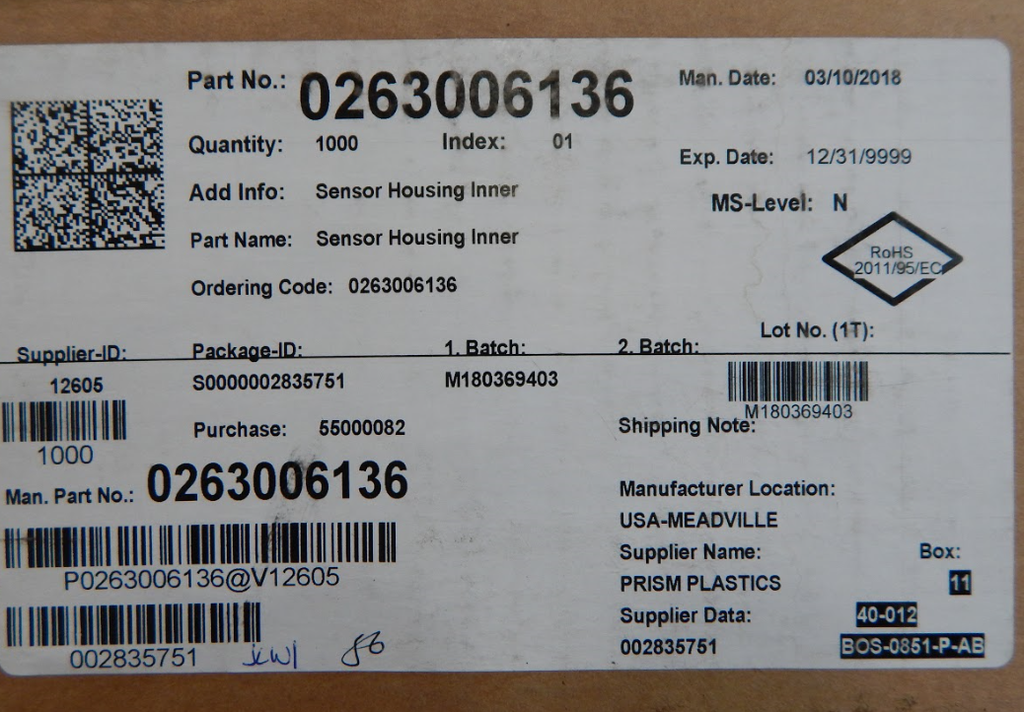 Part No.: 0263006136 Man. Date: 03/10/2018
Quantity: 1000 Index: 01
Exp. Date: 12/31/9999
Add Info: Sensor Housing Inner
MS-Level: N
Part Name: Sensor Housing Inner
RoHS
2011/95/EC
Ordering Code: 0263006136
Lot No. (1T):
Supplier-ID: Package-ID: 1. Batch: 2. Batch:
12605 S0000002835751 M180369403
M180369403
Purchase: 55000082 Shipping Note:
1000
Man. Part No.: 0263006136
Manufacturer Location:
USA-MEADVILLE
Supplier Name: Box:
P0263006136@V12605
PRISM PLASTICS 11
Supplier Data: 40-012
002835751 BOS-0851-P-AB
002835751